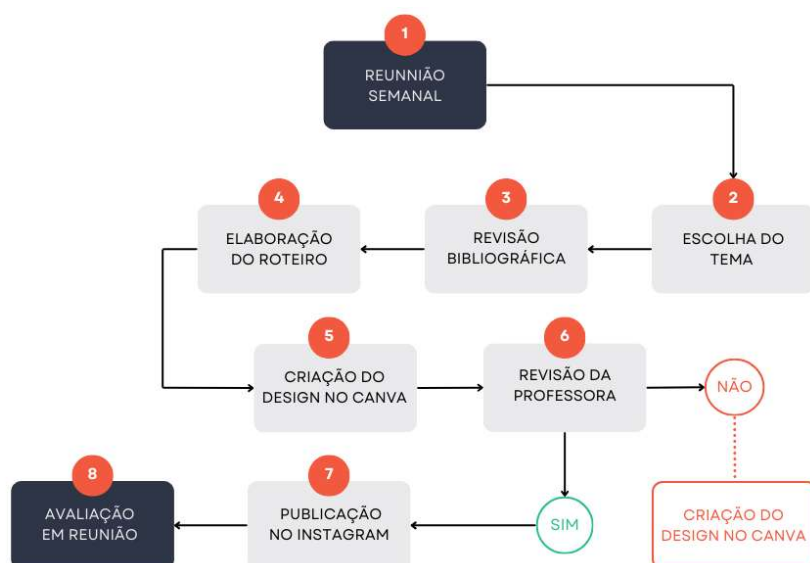 1
REUNNIÃO
SEMANAL
2
ESCOLHA DO
TEMA
3
REVISÃO
BIBLIOGRÁFICA
4
ELABORAÇÃO
DO ROTEIRO
5
CRIAÇÃO DO
DESIGN NO CANVA
6
REVISÃO DA
PROFESSORA
NÃO
CRIAÇÃO DO
DESIGN NO CANVA
SIM
7
PUBLICAÇÃO
NO INSTAGRAM
8
AVALIAÇÃO
EM REUNIÃO